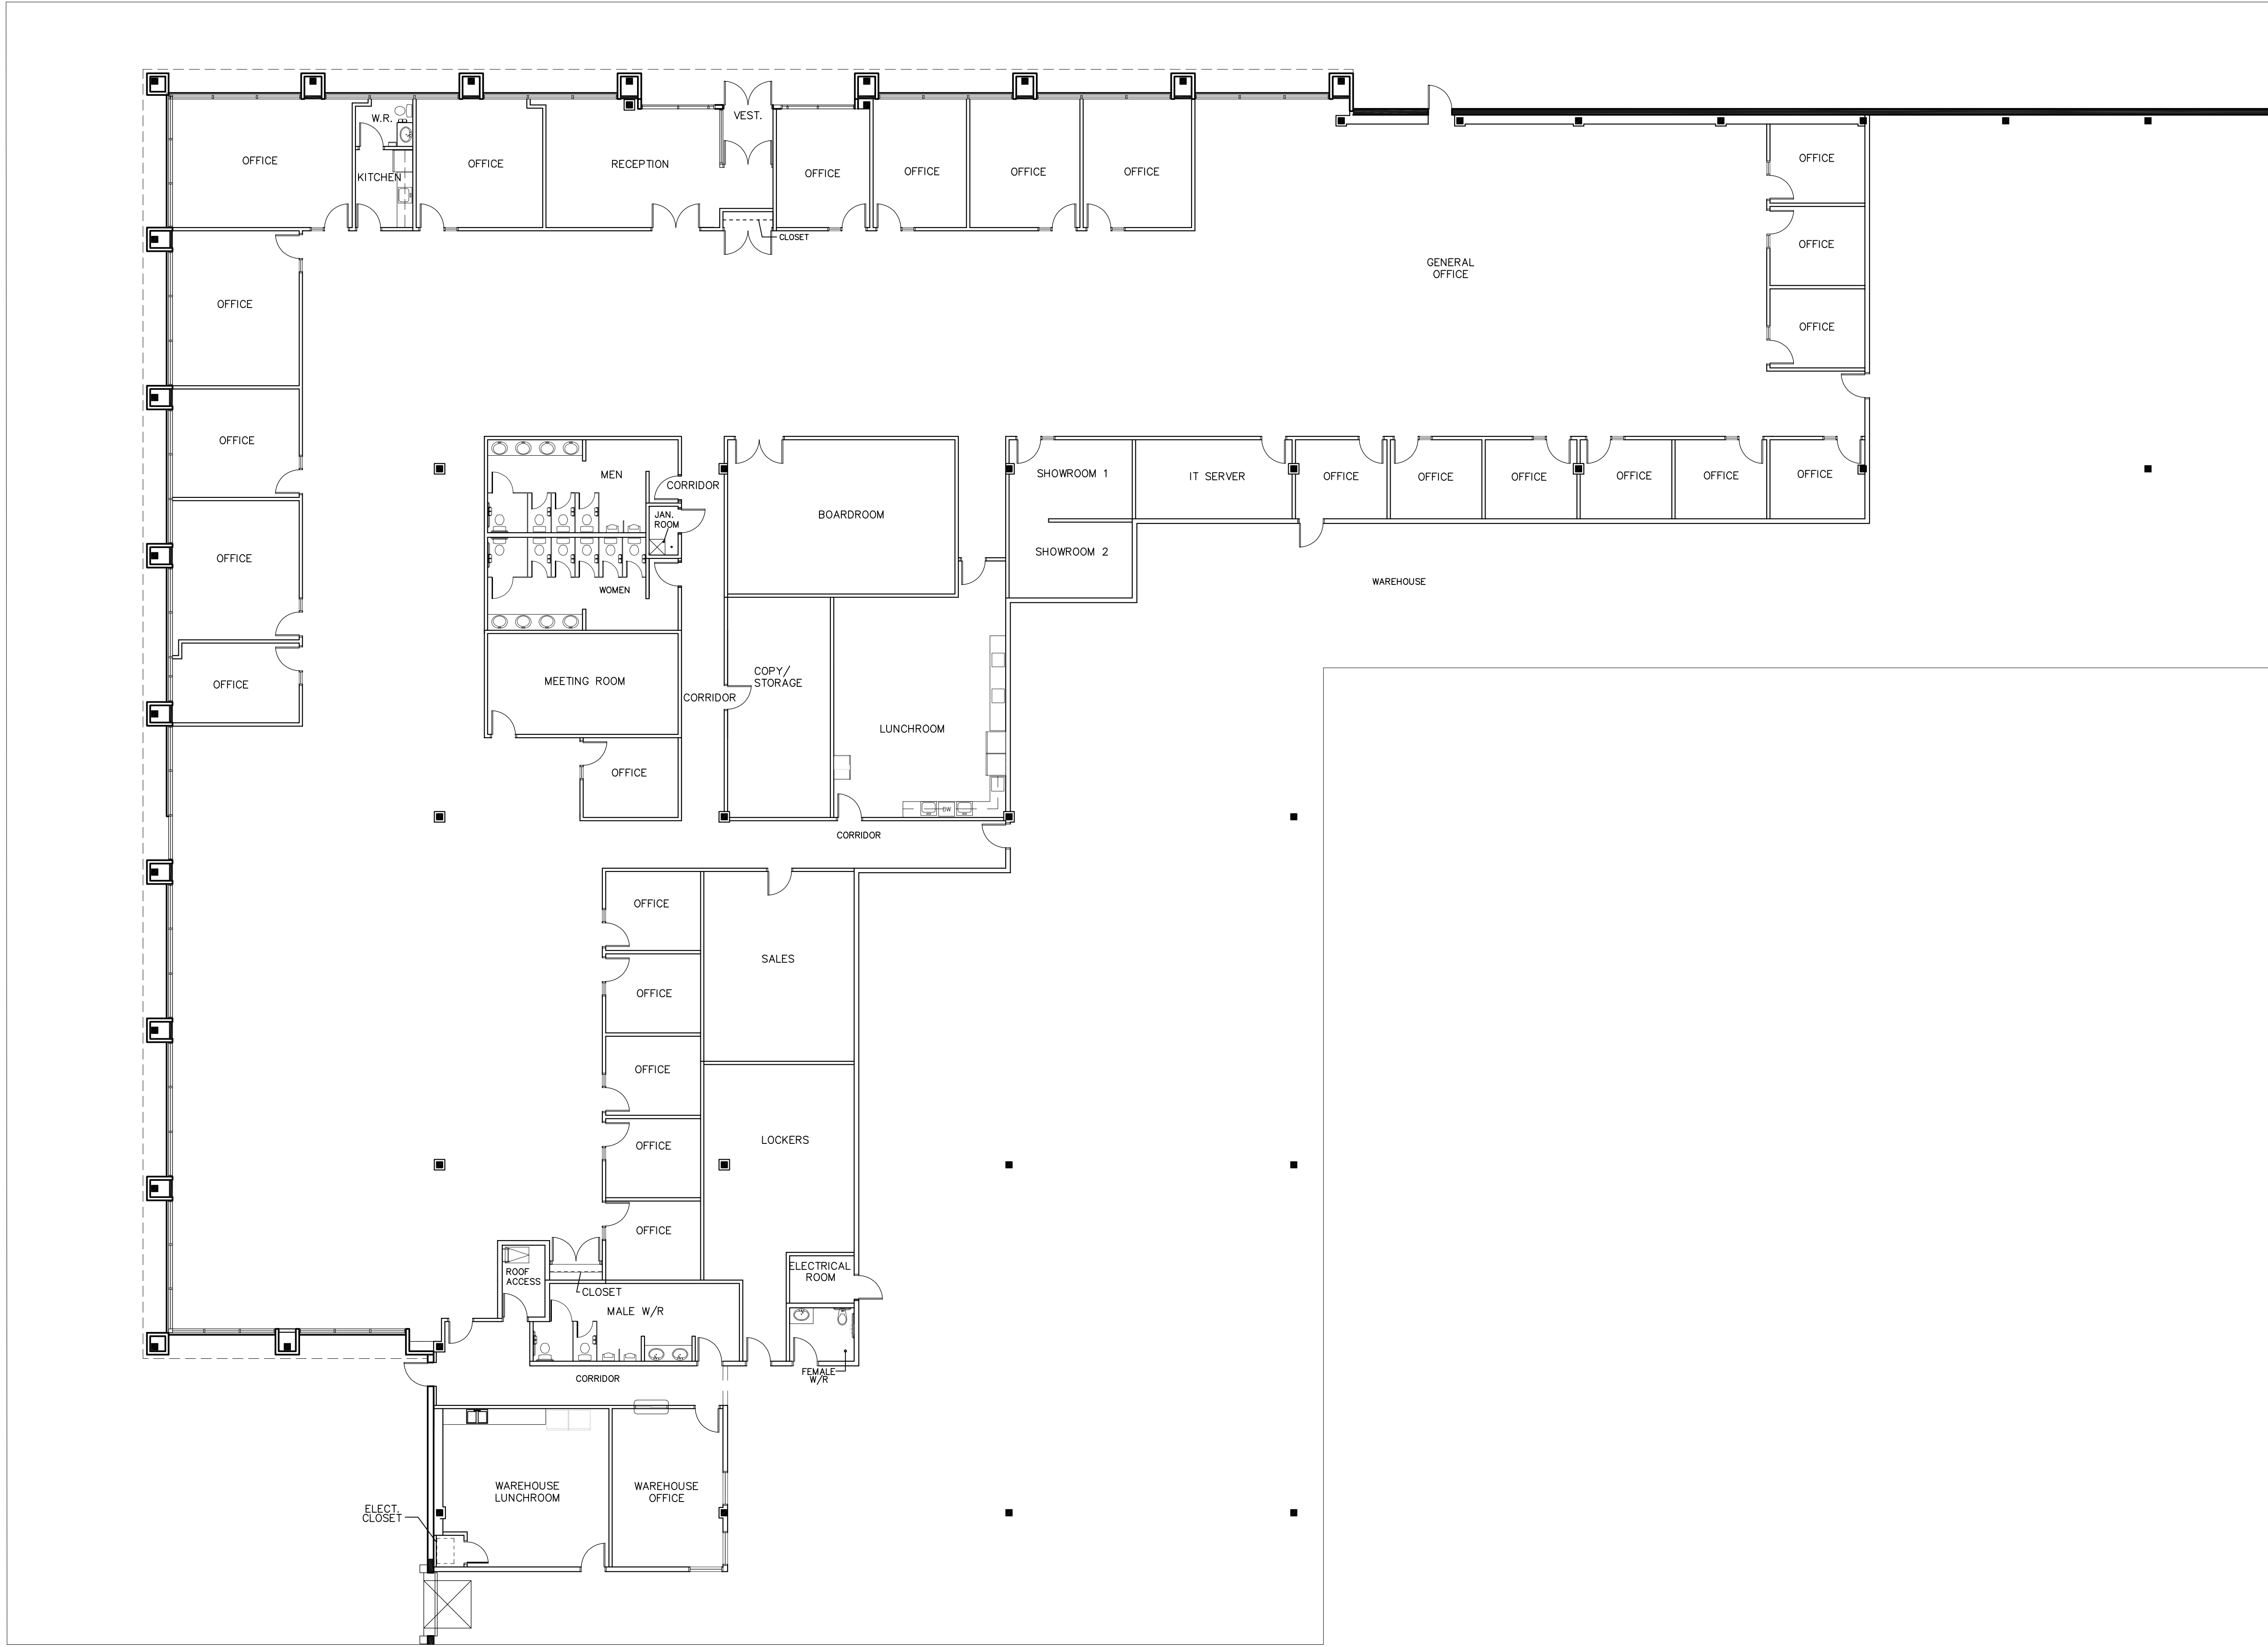 VEST.
W.R.
OFFICE
KITCHEN
OFFICE
RECEPTION
OFFICE
OFFICE
OFFICE
OFFICE
OFFICE
CLOSET
OFFICE
GENERAL
OFFICE
OFFICE
OFFICE
OFFICE
MEN
CORRIDOR
JAN.
ROOM
BOARDROOM
SHOWROOM 1
IT SERVER
OFFICE
OFFICE
OFFICE
OFFICE
OFFICE
OFFICE
SHOWROOM 2
WAREHOUSE
OFFICE
WOMEN
OFFICE
MEETING ROOM
CORRIDOR
COPY/
STORAGE
LUNCHROOM
OFFICE
DW
CORRIDOR
OFFICE
SALES
OFFICE
OFFICE
OFFICE
LOCKERS
OFFICE
ROOF
ACCESS
CLOSET
ELECTRICAL
ROOM
MALE W/R
FEMALE
W/R
CORRIDOR
WAREHOUSE
LUNCHROOM
WAREHOUSE
OFFICE
ELECT.
CLOSET